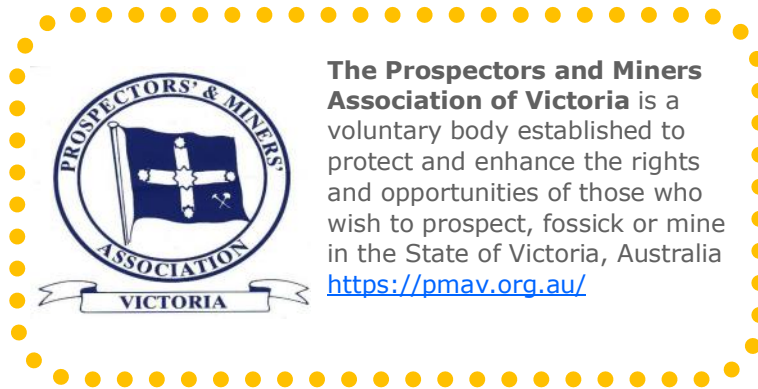 PROSPECTORS' & MINERS'
ASSOCIATION
VICTORIA
The Prospectors and Miners
Association of Victoria is a
voluntary body established to
protect and enhance the rights
and opportunities of those who
wish to prospect, fossick or mine
in the State of Victoria, Australia
https://pmav.org.au/